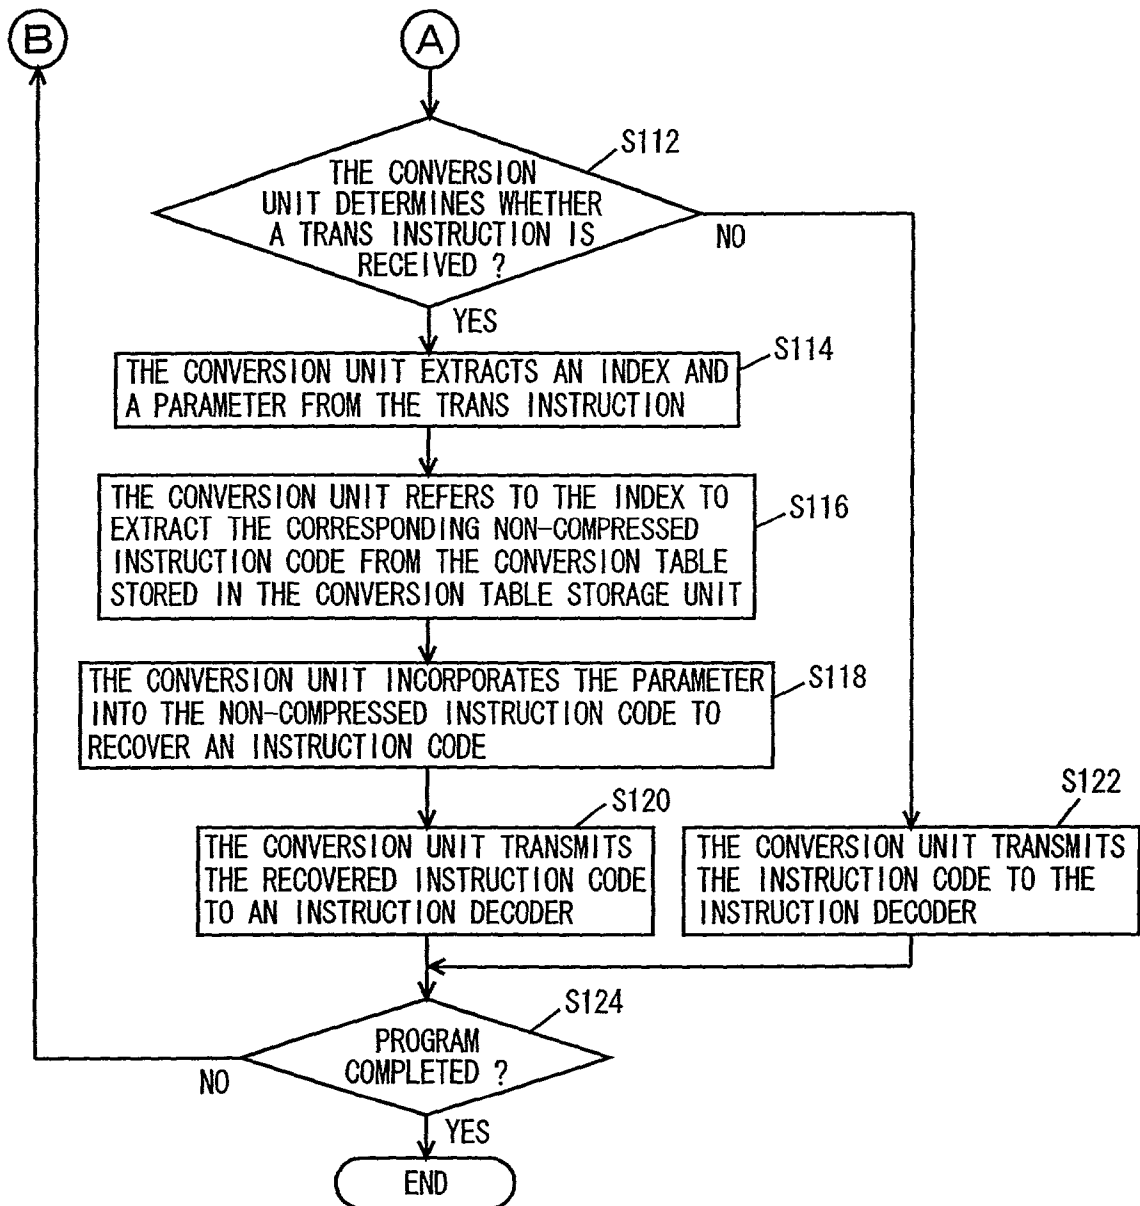 B
A
S112
THE CONVERSION
UNIT DETERMINES WHETHER
A TRANS INSTRUCTION IS
RECEIVED ?
NO
YES
S114
THE CONVERSION UNIT EXTRACTS AN INDEX AND
A PARAMETER FROM THE TRANS INSTRUCTION
S116
THE CONVERSION UNIT REFERS TO THE INDEX TO
EXTRACT THE CORRESPONDING NON-COMPRESSED
INSTRUCTION CODE FROM THE CONVERSION TABLE
STORED IN THE CONVERSION TABLE STORAGE UNIT
S118
THE CONVERSION UNIT INCORPORATES THE PARAMETER
INTO THE NON-COMPRESSED INSTRUCTION CODE TO
RECOVER AN INSTRUCTION CODE
S120
THE CONVERSION UNIT TRANSMITS
THE RECOVERED INSTRUCTION CODE
TO AN INSTRUCTION DECODER
S122
THE CONVERSION UNIT TRANSMITS
THE INSTRUCTION CODE TO THE
INSTRUCTION DECODER
S124
PROGRAM
COMPLETED ?
NO
YES
END